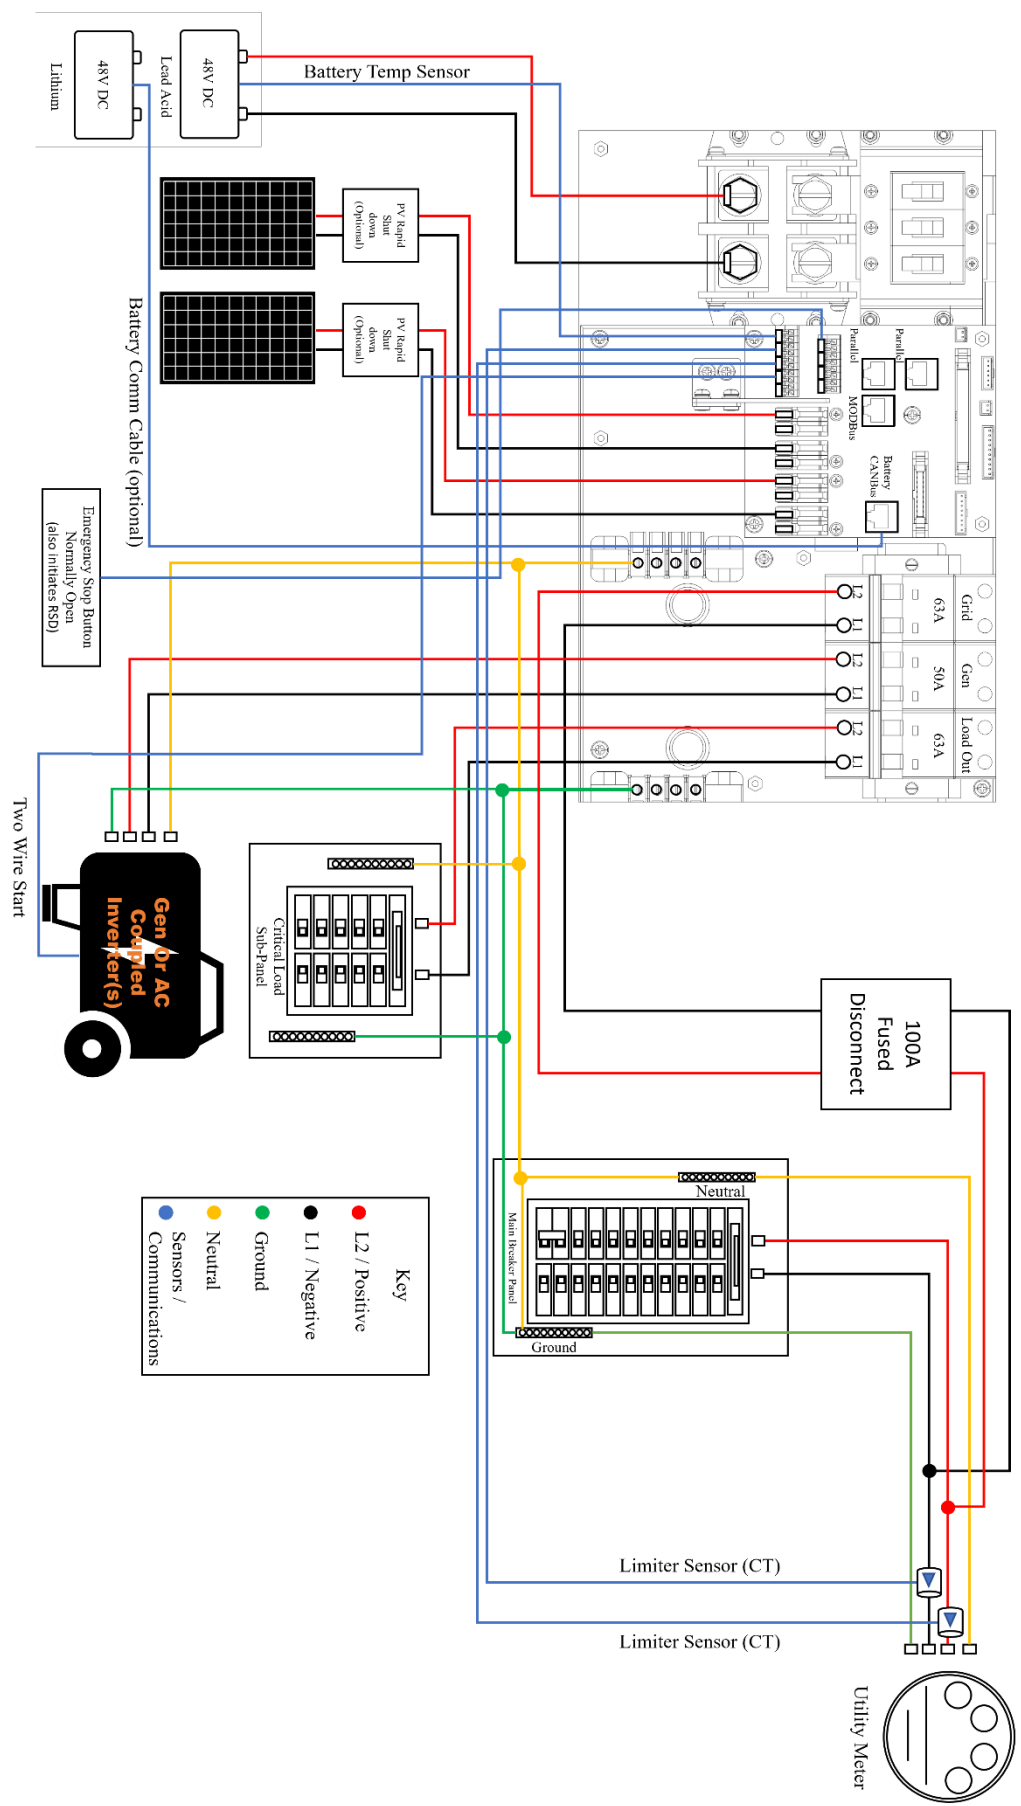 Battery Temp Sensor
48V DC
Lead Acid
48V DC
Lithium
PV Rapid
Shut
down
(Optional)
PV Rapid
Shut
down
(Optional)
Battery Comm Cable (optional)
Parallel
Parallel
MODBus
Battery
CANBus
Emergency Stop Button
Normally Open
(also initiates RSD)
L2
L1
63A
Grid
L2
L1
50A
Gen
L2
L1
63A
Load Out
Two Wire Start
Gen Or AC
Coupled
Inverter(s)
Critical Load
Sub-Panel
100A
Fused
Disconnect
Neutral
Main Breaker Panel
Ground
Key
L2 / Positive
L1 / Negative
Ground
Neutral
Sensors /
Communications
Limiter Sensor (CT)
Limiter Sensor (CT)
Utility Meter